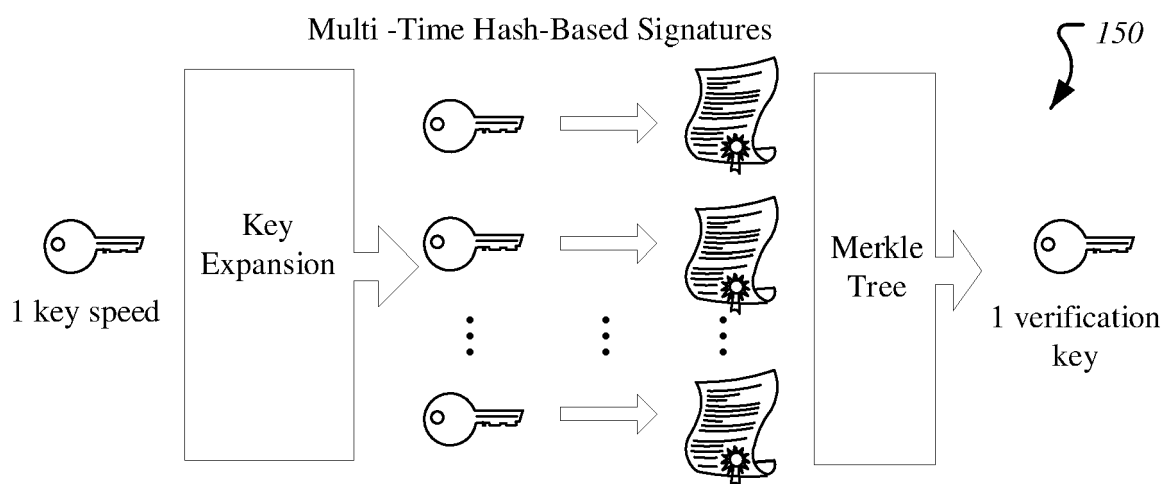 Multi -Time Hash-Based Signatures
150
Key
Expansion
1 key speed
Merkle
Tree
1 verification
key